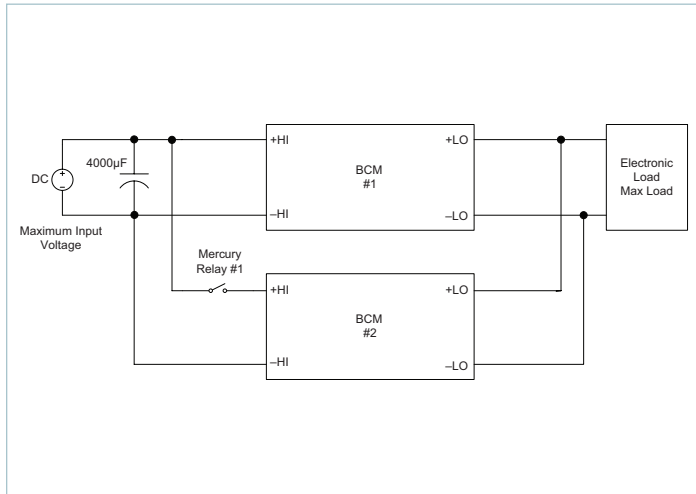 +HI
+LO
4000µF
BCM
#1
Electronic
Load
Max Load
DC
+
–
–HI
–LO
Maximum Input
Voltage
Mercury
Relay #1
+HI
+LO
BCM
#2
–HI
–LO